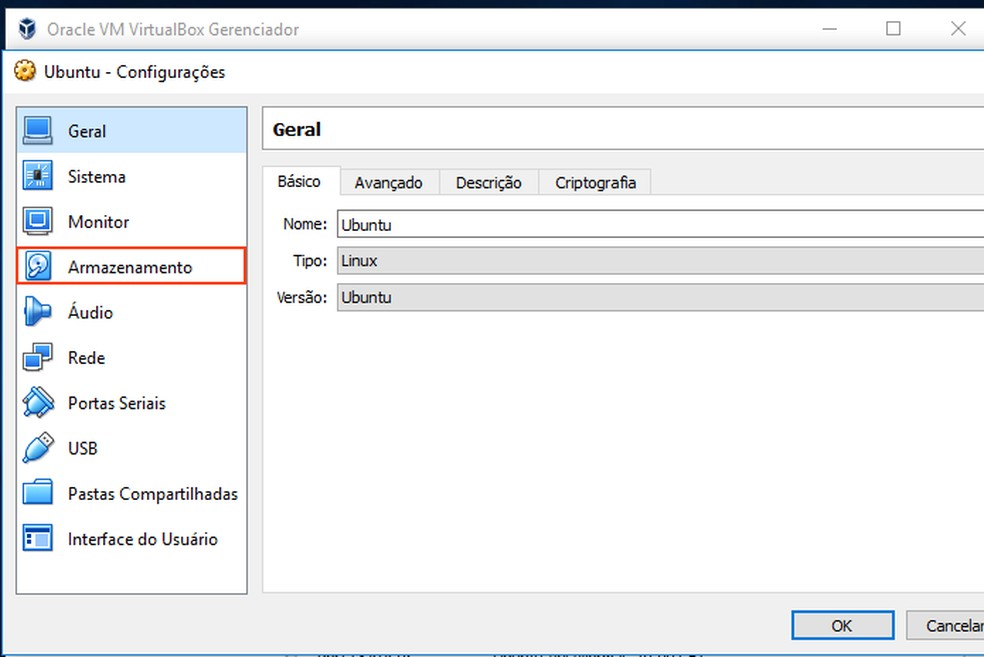 Oracle VM VirtualBox Gerenciador
Ubuntu - Configurações
Geral
Sistema
Monitor
Armazenamento
Áudio
Rede
Portas Seriais
USB
Pastas Compartilhadas
Interface do Usuário
Geral
Básico Avançado Descrição Criptografia
Nome: Ubuntu
Tipo: Linux
Versão: Ubuntu
OK Cancelar